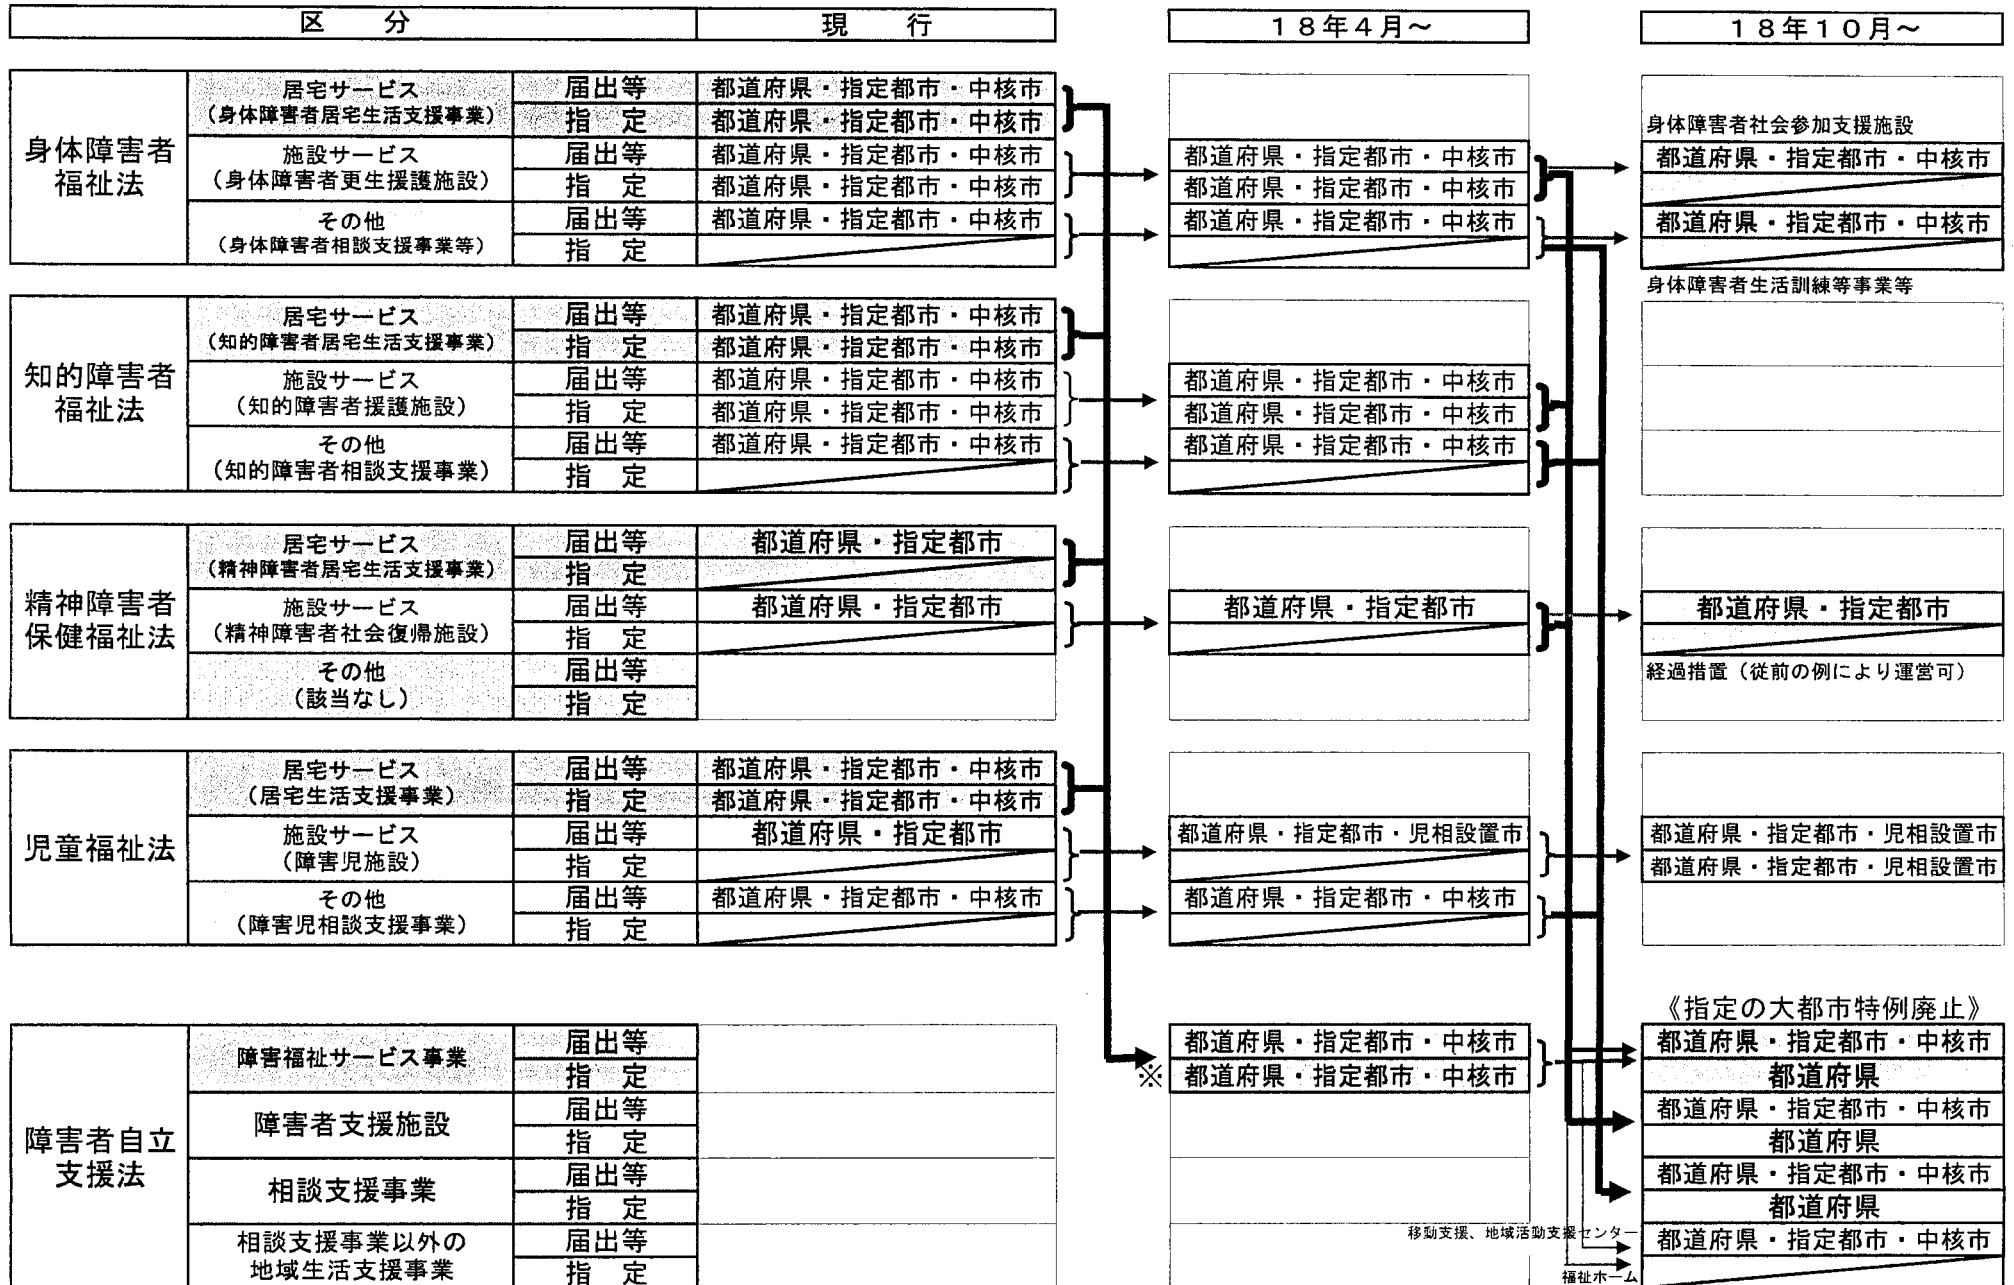 区　分　現　行　１８年４月～　１８年１０月～
身体障害者
福祉法
居宅サービス
（身体障害者居宅生活支援事業）
届出等　都道府県・指定都市・中核市
指　定　都道府県・指定都市・中核市
身体障害者社会参加支援施設
施設サービス
（身体障害者更生援護施設）
届出等　都道府県・指定都市・中核市　都道府県・指定都市・中核市　都道府県・指定都市・中核市
指　定　都道府県・指定都市・中核市　都道府県・指定都市・中核市
その他
（身体障害者相談支援事業等）
届出等　都道府県・指定都市・中核市　都道府県・指定都市・中核市　都道府県・指定都市・中核市
指　定
身体障害者生活訓練等事業等
知的障害者
福祉法
居宅サービス
（知的障害者居宅生活支援事業）
届出等　都道府県・指定都市・中核市
指　定　都道府県・指定都市・中核市
施設サービス
（知的障害者援護施設）
届出等　都道府県・指定都市・中核市　都道府県・指定都市・中核市
指　定　都道府県・指定都市・中核市　都道府県・指定都市・中核市
その他
（知的障害者相談支援事業）
届出等　都道府県・指定都市・中核市　都道府県・指定都市・中核市
指　定
精神障害者
保健福祉法
居宅サービス
（精神障害者居宅生活支援事業）
届出等　都道府県・指定都市
指　定
施設サービス
（精神障害者社会復帰施設）
届出等　都道府県・指定都市　都道府県・指定都市　都道府県・指定都市
指　定
経過措置（従前の例により運営可）
その他
（該当なし）
届出等
指　定
児童福祉法
居宅サービス
（居宅生活支援事業）
届出等　都道府県・指定都市・中核市
指　定　都道府県・指定都市・中核市
施設サービス
（障害児施設）
届出等　都道府県・指定都市　都道府県・指定都市・児相設置市　都道府県・指定都市・児相設置市
指　定　都道府県・指定都市・児相設置市
その他
（障害児相談支援事業）
届出等　都道府県・指定都市・中核市　都道府県・指定都市・中核市
指　定
《指定の大都市特例廃止》
障害者自立
支援法
障害福祉サービス事業
届出等　都道府県・指定都市・中核市　都道府県・指定都市・中核市
指　定　※　都道府県・指定都市・中核市　都道府県
障害者支援施設
届出等　都道府県・指定都市・中核市
指　定　都道府県
相談支援事業
届出等　都道府県・指定都市・中核市
指　定　都道府県
相談支援事業以外の
地域生活支援事業
移動支援、地域活動支援センター
届出等　都道府県・指定都市・中核市
指　定
福祉ホーム